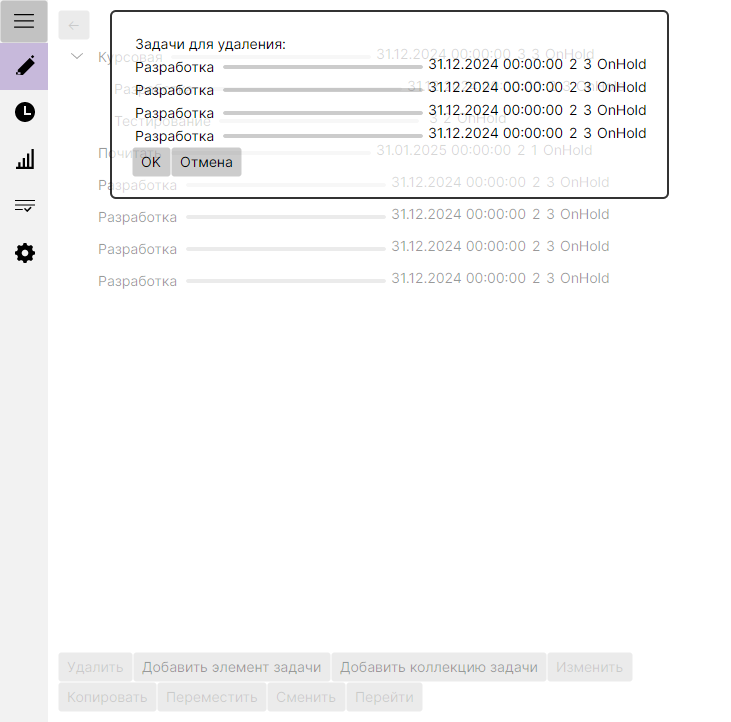 ←
Задачи для удаления:
Курсовая 31.12.2024 00:00:00 3 3 OnHold
Разработка 31.12.2024 00:00:00 2 3 OnHold
Разработка 31.12.2024 00:00:00 2 3 OnHold
Разработка 31.12.2024 00:00:00 2 3 OnHold
Тестирование 3 2 OnHold
Разработка 31.12.2024 00:00:00 2 3 OnHold
Почитать 31.01.2025 00:00:00 2 1 OnHold
OK Отмена
Разработка 31.12.2024 00:00:00 2 3 OnHold
Разработка 31.12.2024 00:00:00 2 3 OnHold
Разработка 31.12.2024 00:00:00 2 3 OnHold
Разработка 31.12.2024 00:00:00 2 3 OnHold
Удалить Добавить элемент задачи Добавить коллекцию задачи Изменить
Копировать Переместить Сменить Перейти